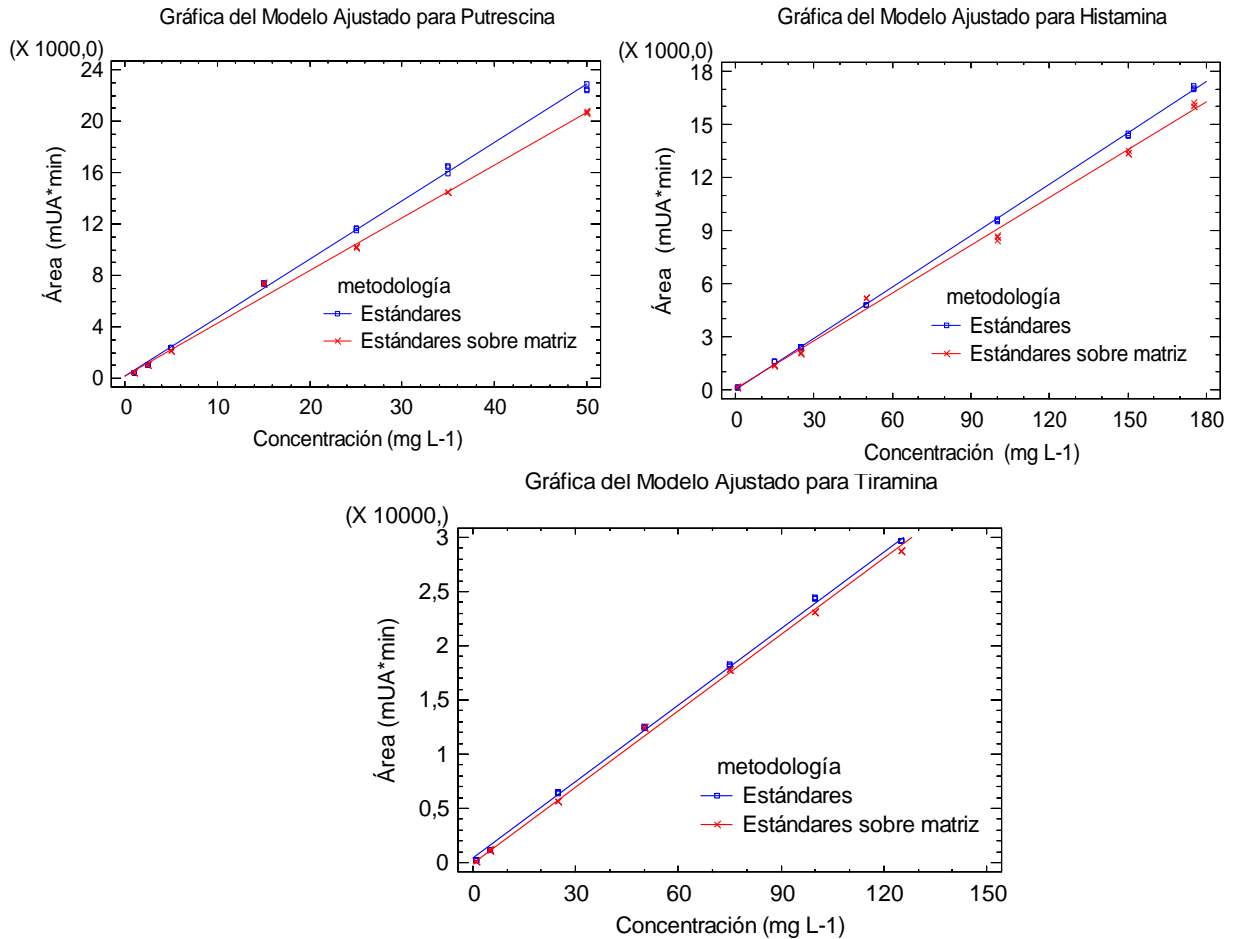 Gráfica del Modelo Ajustado para Putrescina
(X 1000,0)
24
20
16
12
8
4
0
Área (mUA*min)
metodología
Estándares
Estándares sobre matriz
0 10 20 30 40 50
Concentración (mg L-1)
Gráfica del Modelo Ajustado para Histamina
(X 1000,0)
18
15
12
9
6
3
0
Área (mUA*min)
metodología
Estándares
Estándares sobre matriz
0 30 60 90 120 150 180
Concentración (mg L-1)
Gráfica del Modelo Ajustado para Tiramina
(X 10000,)
3
2,5
2
1,5
1
0,5
0
Área (mUA*min)
metodología
Estándares
Estándares sobre matriz
0 30 60 90 120 150
Concentración (mg L-1)